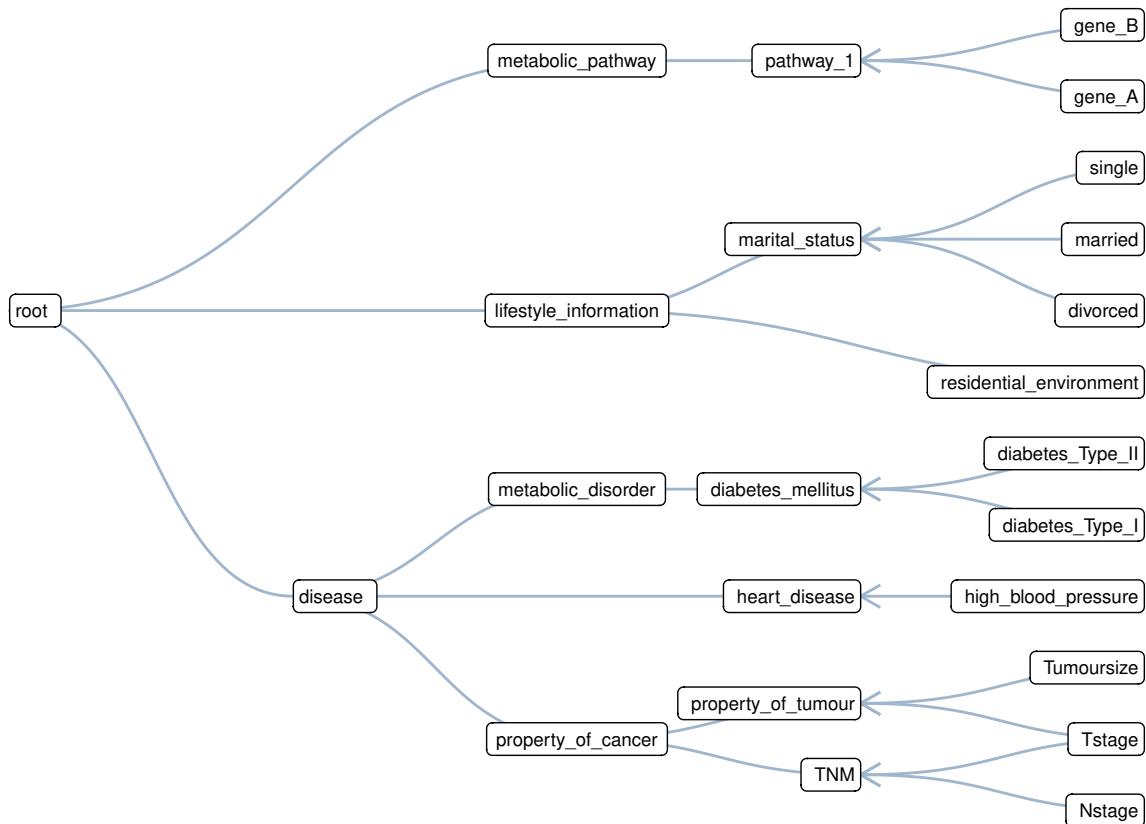 gene_B
metabolic_pathway
pathway_1
gene_A
single
marital_status
married
root
lifestyle_information
divorced
residential_environment
diabetes_Type_II
metabolic_disorder
diabetes_mellitus
diabetes_Type_I
disease
heart_disease
high_blood_pressure
Tumoursize
property_of_tumour
property_of_cancer
Tstage
TNM
Nstage